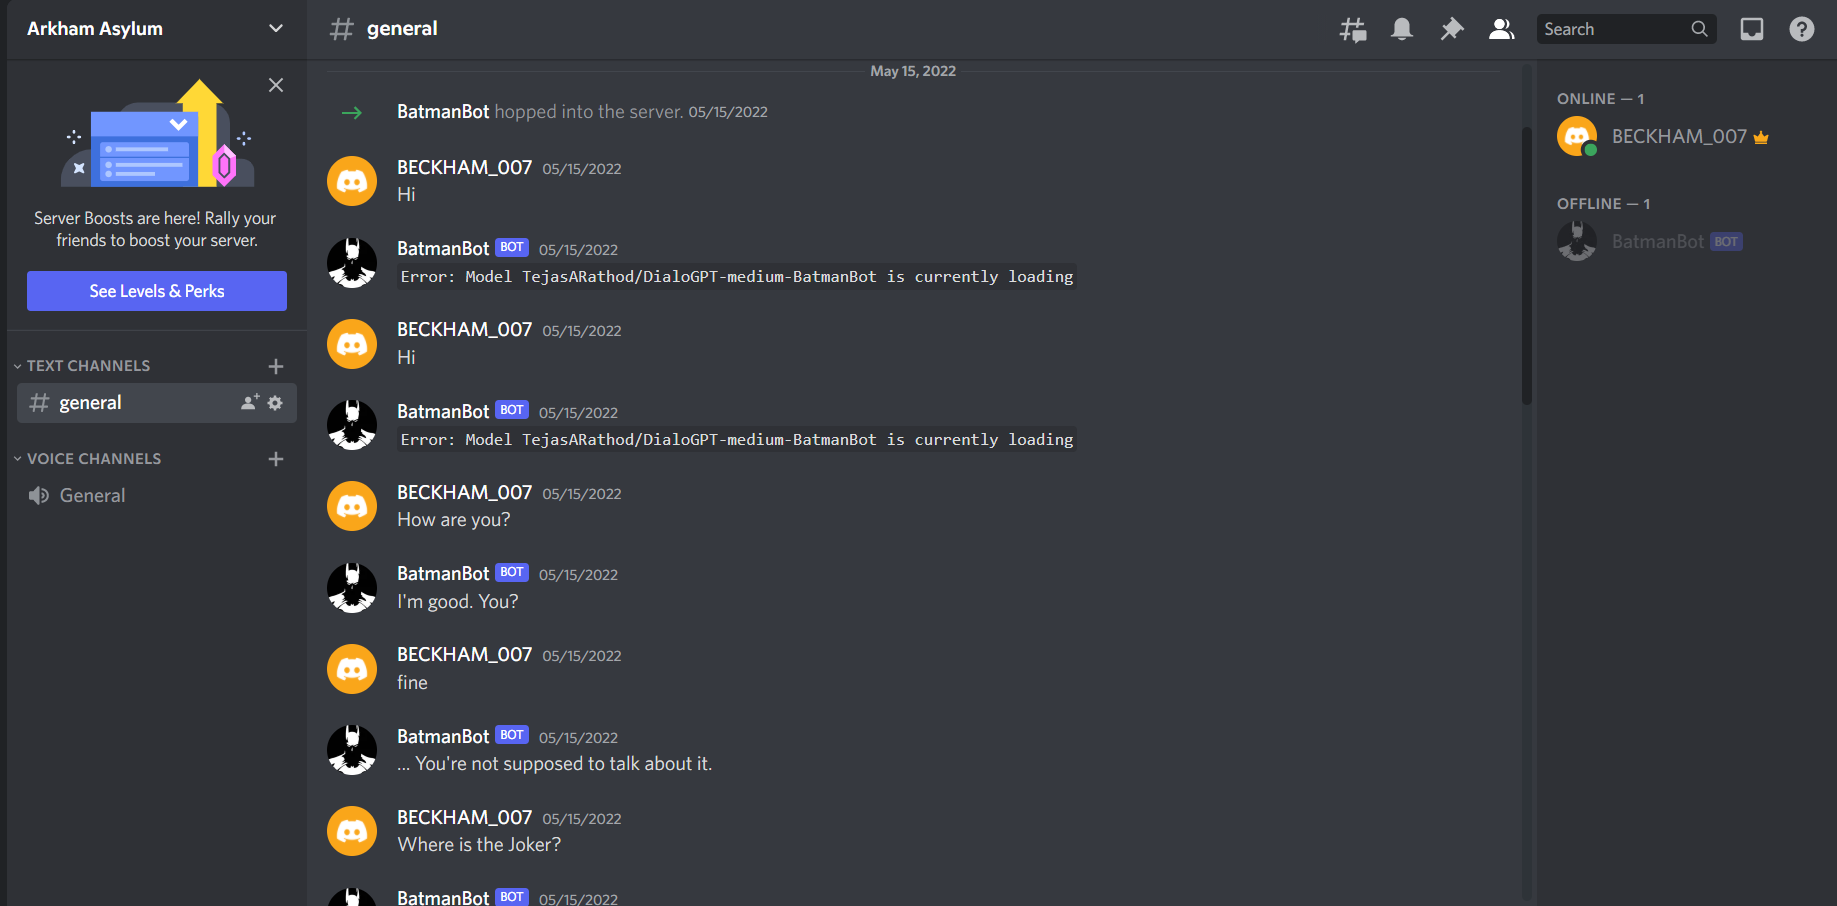 Arkham Asylum
Server Boosts are here! Rally your
friends to boost your server.
See Levels & Perks
TEXT CHANNELS
general
VOICE CHANNELS
General
general
Search
May 15, 2022
BatmanBot hopped into the server. 05/15/2022
BECKHAM_007 05/15/2022
Hi
BatmanBot BOT 05/15/2022
Error: Model TejasARathod/DialoGPT-medium-BatmanBot is currently loading
BECKHAM_007 05/15/2022
Hi
BatmanBot BOT 05/15/2022
Error: Model TejasARathod/DialoGPT-medium-BatmanBot is currently loading
BECKHAM_007 05/15/2022
How are you?
BatmanBot BOT 05/15/2022
I'm good. You?
BECKHAM_007 05/15/2022
fine
BatmanBot BOT 05/15/2022
... You're not supposed to talk about it.
BECKHAM_007 05/15/2022
Where is the Joker?
BatmanBot BOT 05/15/2022
ONLINE — 1
BECKHAM_007
OFFLINE — 1
BatmanBot BOT